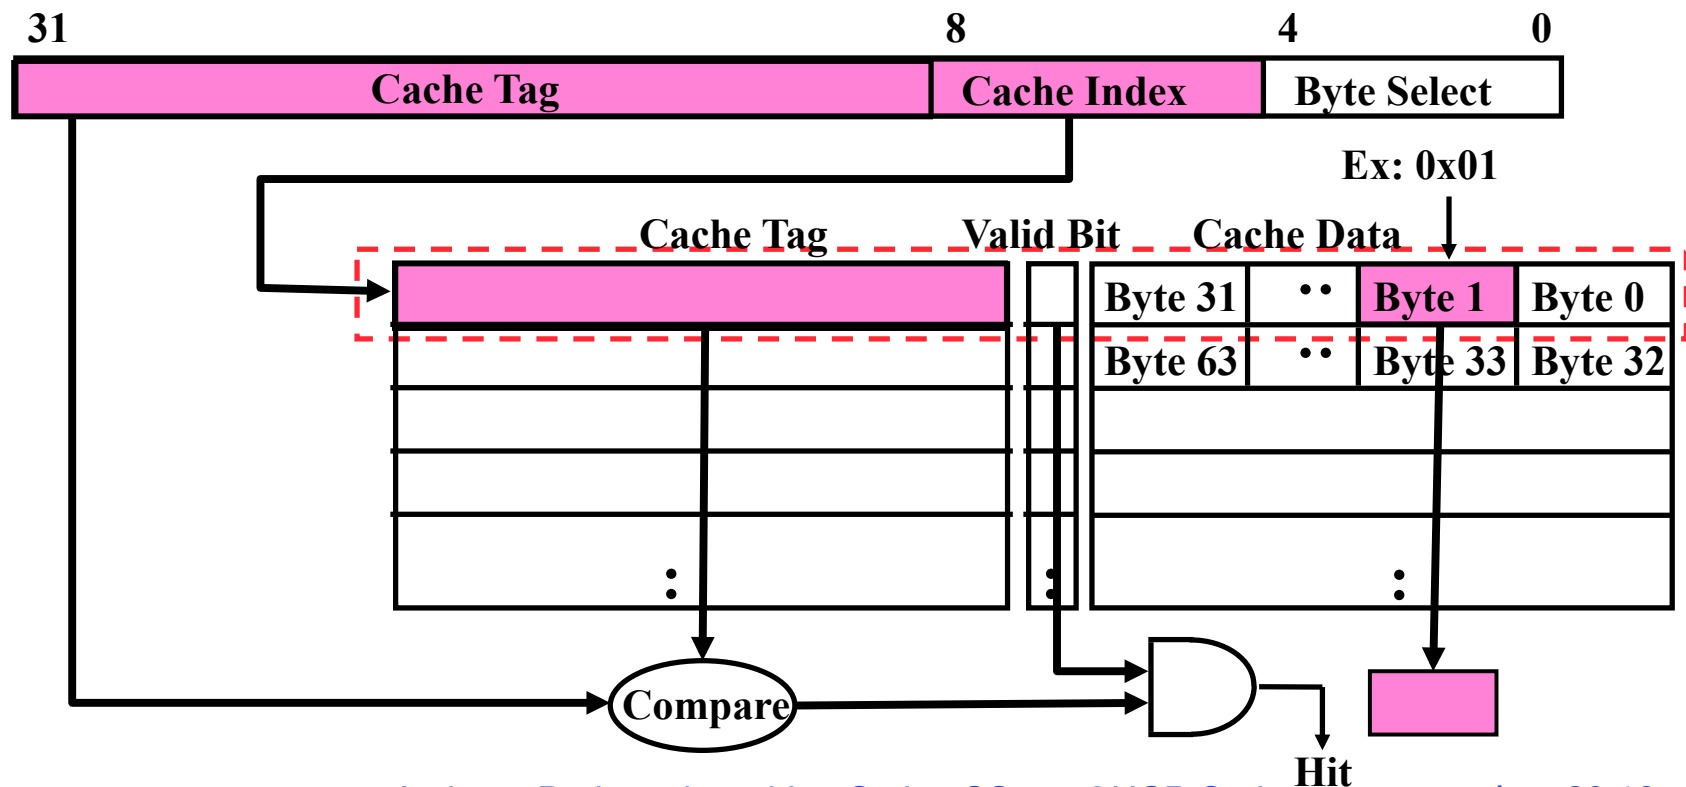 31 8 4 0
Cache Tag Cache Index Byte Select
Ex: 0x01
Cache Tag Valid Bit Cache Data
Byte 31 •• Byte 1 Byte 0
Byte 63 •• Byte 33 Byte 32
: : :
Compare
Hit